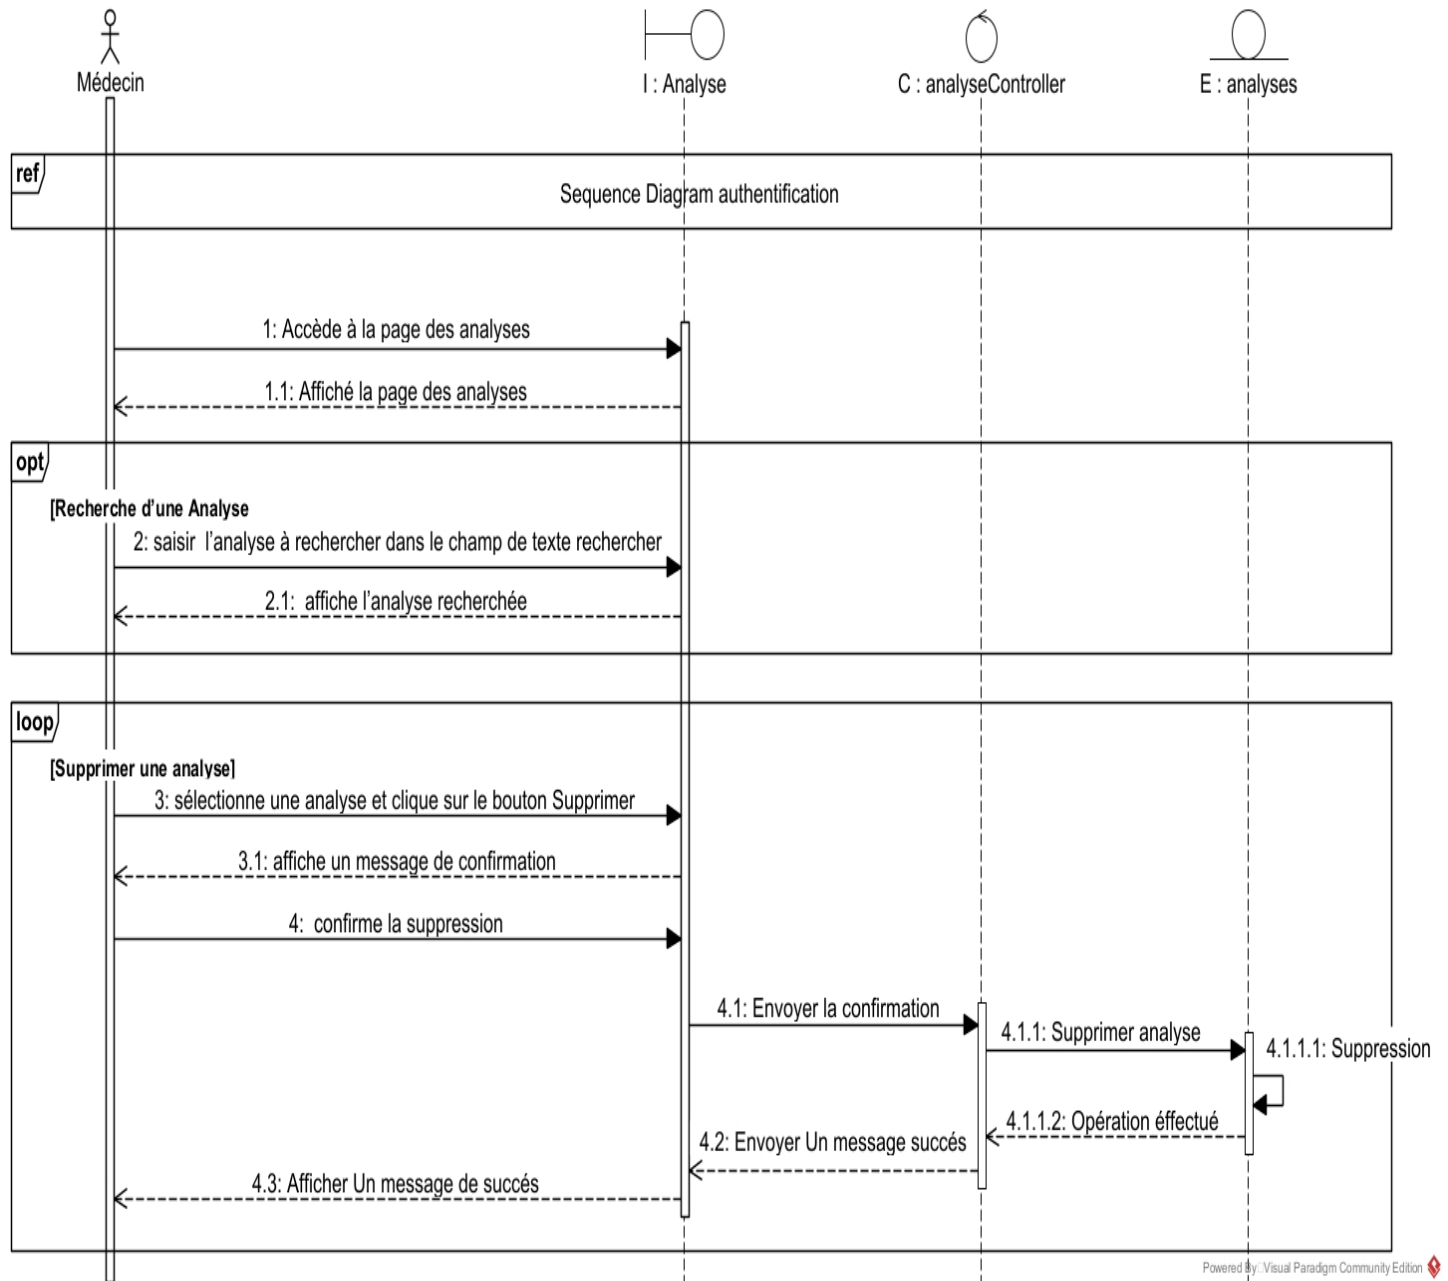 Médecin
I : Analyse
C : analyseController
E : analyses
ref
Sequence Diagram authentification
1: Accède à la page des analyses
1.1: Affiché la page des analyses
opt
[Recherche d'une Analyse
2: saisir  l'analyse à rechercher dans le champ de texte rechercher
2.1:  affiche l'analyse recherchée
loop
[Supprimer une analyse]
3: sélectionne une analyse et clique sur le bouton Supprimer
3.1: affiche un message de confirmation
4:  confirme la suppression
4.1: Envoyer la confirmation
4.1.1: Supprimer analyse
4.1.1.1: Suppression
4.1.1.2: Opération éffectué
4.2: Envoyer Un message succés
4.3: Afficher Un message de succés
Powered By Visual Paradigm Community Edition